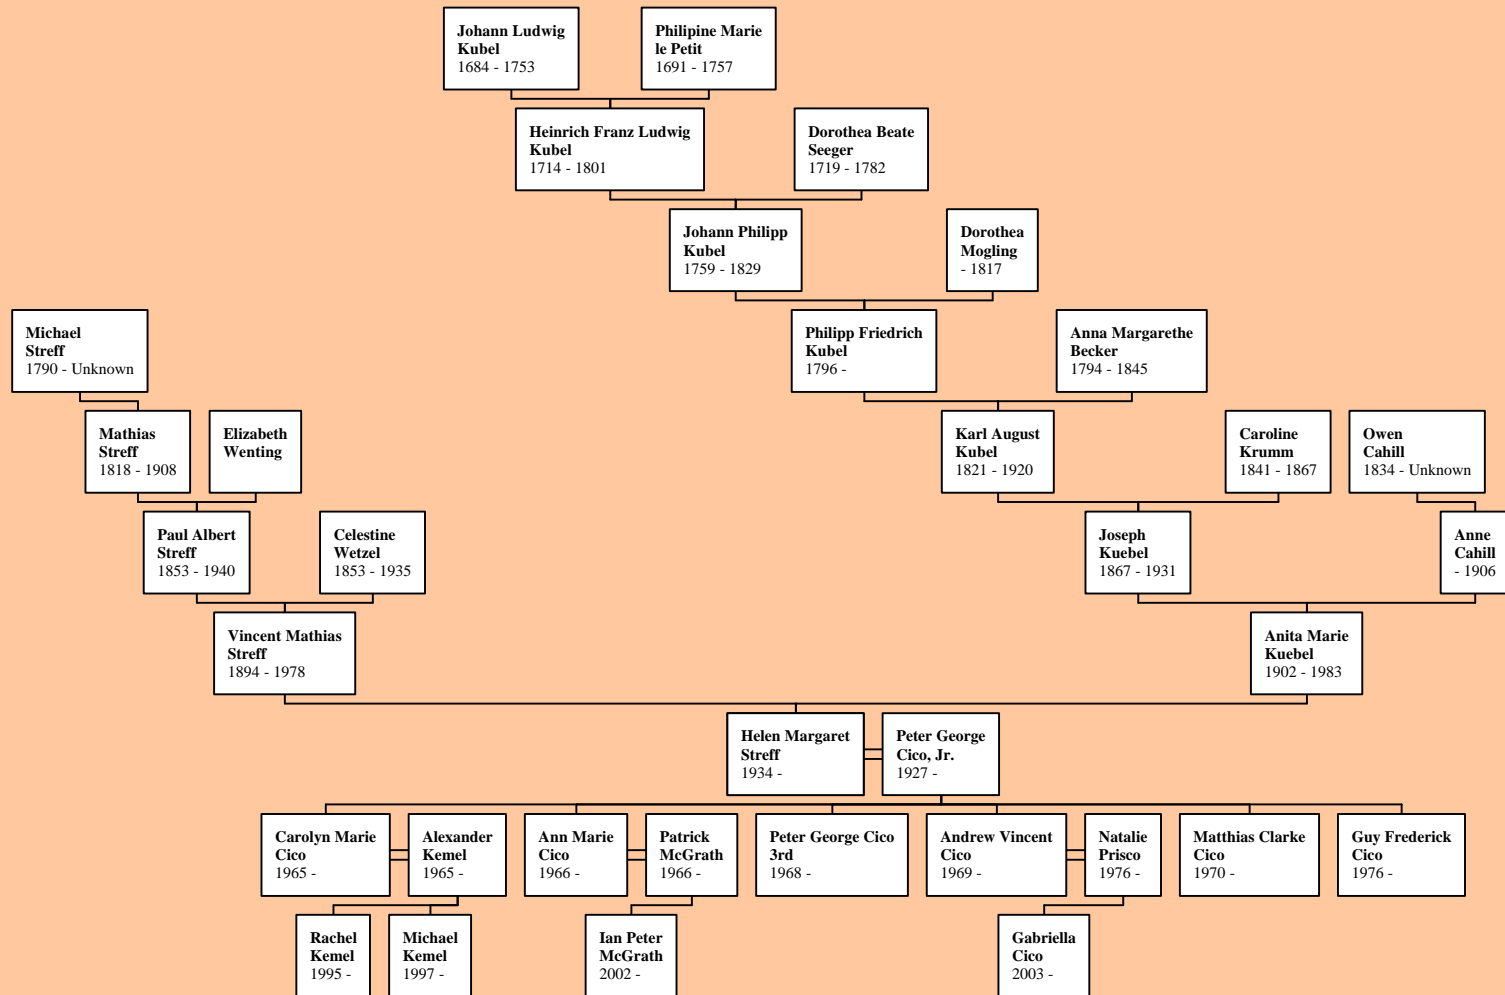 Johann Ludwig
Kubel
1684 - 1753
Philipine Marie
le Petit
1691 - 1757
Heinrich Franz Ludwig
Kubel
1714 - 1801
Dorothea Beate
Seeger
1719 - 1782
Johann Philipp
Kubel
1759 - 1829
Dorothea
Mogling
- 1817
Michael
Streff
1790 - Unknown
Philipp Friedrich
Kubel
1796 -
Anna Margarethe
Becker
1794 - 1845
Mathias
Streff
1818 - 1908
Elizabeth
Wenting
Karl August
Kubel
1821 - 1920
Caroline
Krumm
1841 - 1867
Owen
Cahill
1834 - Unknown
Paul Albert
Streff
1853 - 1940
Celestine
Wetzel
1853 - 1935
Joseph
Kuebel
1867 - 1931
Anne
Cahill
- 1906
Vincent Mathias
Streff
1894 - 1978
Anita Marie
Kuebel
1902 - 1983
Helen Margaret
Streff
1934 -
Peter George
Cico, Jr.
1927 -
Carolyn Marie
Cico
1965 -
Alexander
Kemel
1965 -
Ann Marie
Cico
1966 -
Patrick
McGrath
1966 -
Peter George Cico
3rd
1968 -
Andrew Vincent
Cico
1969 -
Natalie
Prisco
1976 -
Matthias Clarke
Cico
1970 -
Guy Frederick
Cico
1976 -
Rachel
Kemel
1995 -
Michael
Kemel
1997 -
Ian Peter
McGrath
2002 -
Gabriella
Cico
2003 -